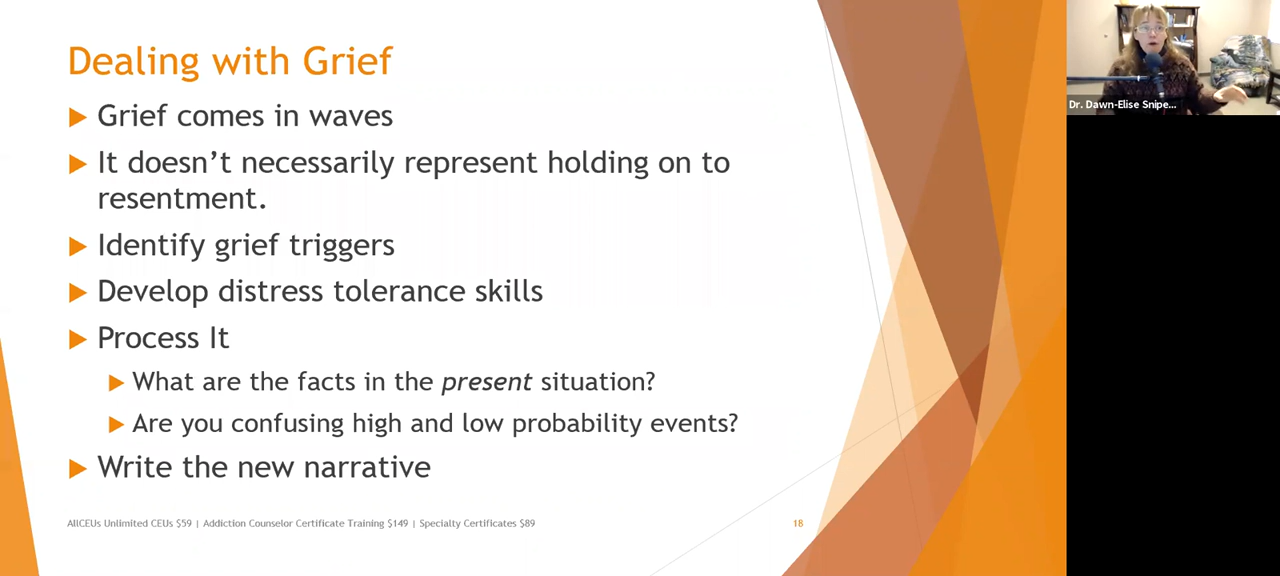 Dealing with Grief
Grief comes in waves
It doesn't necessarily represent holding on to
resentment.
Identify grief triggers
Develop distress tolerance skills
Process It
What are the facts in the present situation?
Are you confusing high and low probability events?
Write the new narrative
AllCEUs Unlimited CEUs $59 | Addiction Counselor Certificate Training $149 | Specialty Certificates $89
18
Dr. Dawn-Elise Snipe...